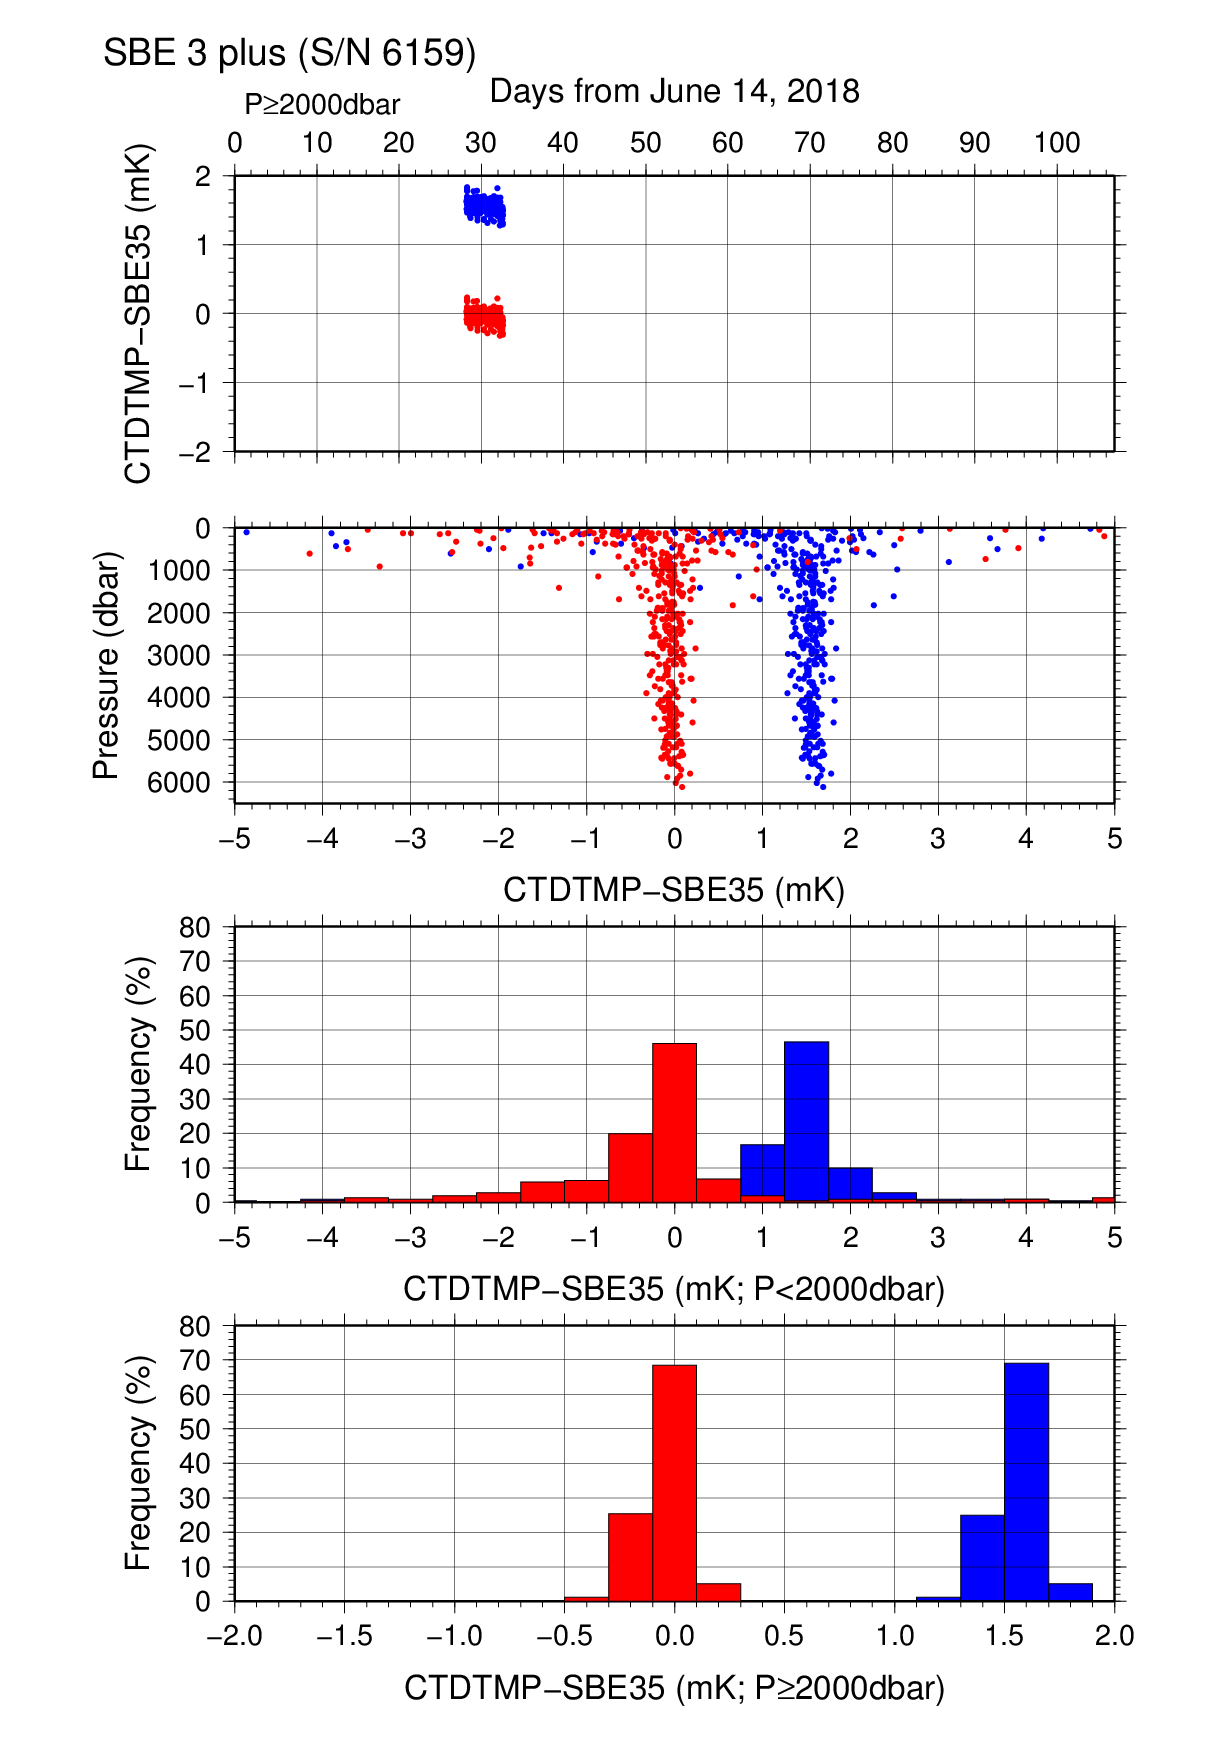 SBE 3 plus (S/N 6159)
Days from June 14, 2018
P≥2000dbar
0 10 20 30 40 50 60 70 80 90 100
CTDTMP−SBE35 (mK)
2
1
0
−1
−2
Pressure (dbar)
0
1000
2000
3000
4000
5000
6000
−5 −4 −3 −2 −1 0 1 2 3 4 5
CTDTMP−SBE35 (mK)
Frequency (%)
80
70
60
50
40
30
20
10
0
−5 −4 −3 −2 −1 0 1 2 3 4 5
CTDTMP−SBE35 (mK; P<2000dbar)
Frequency (%)
80
70
60
50
40
30
20
10
0
−2.0 −1.5 −1.0 −0.5 0.0 0.5 1.0 1.5 2.0
CTDTMP−SBE35 (mK; P≥2000dbar)